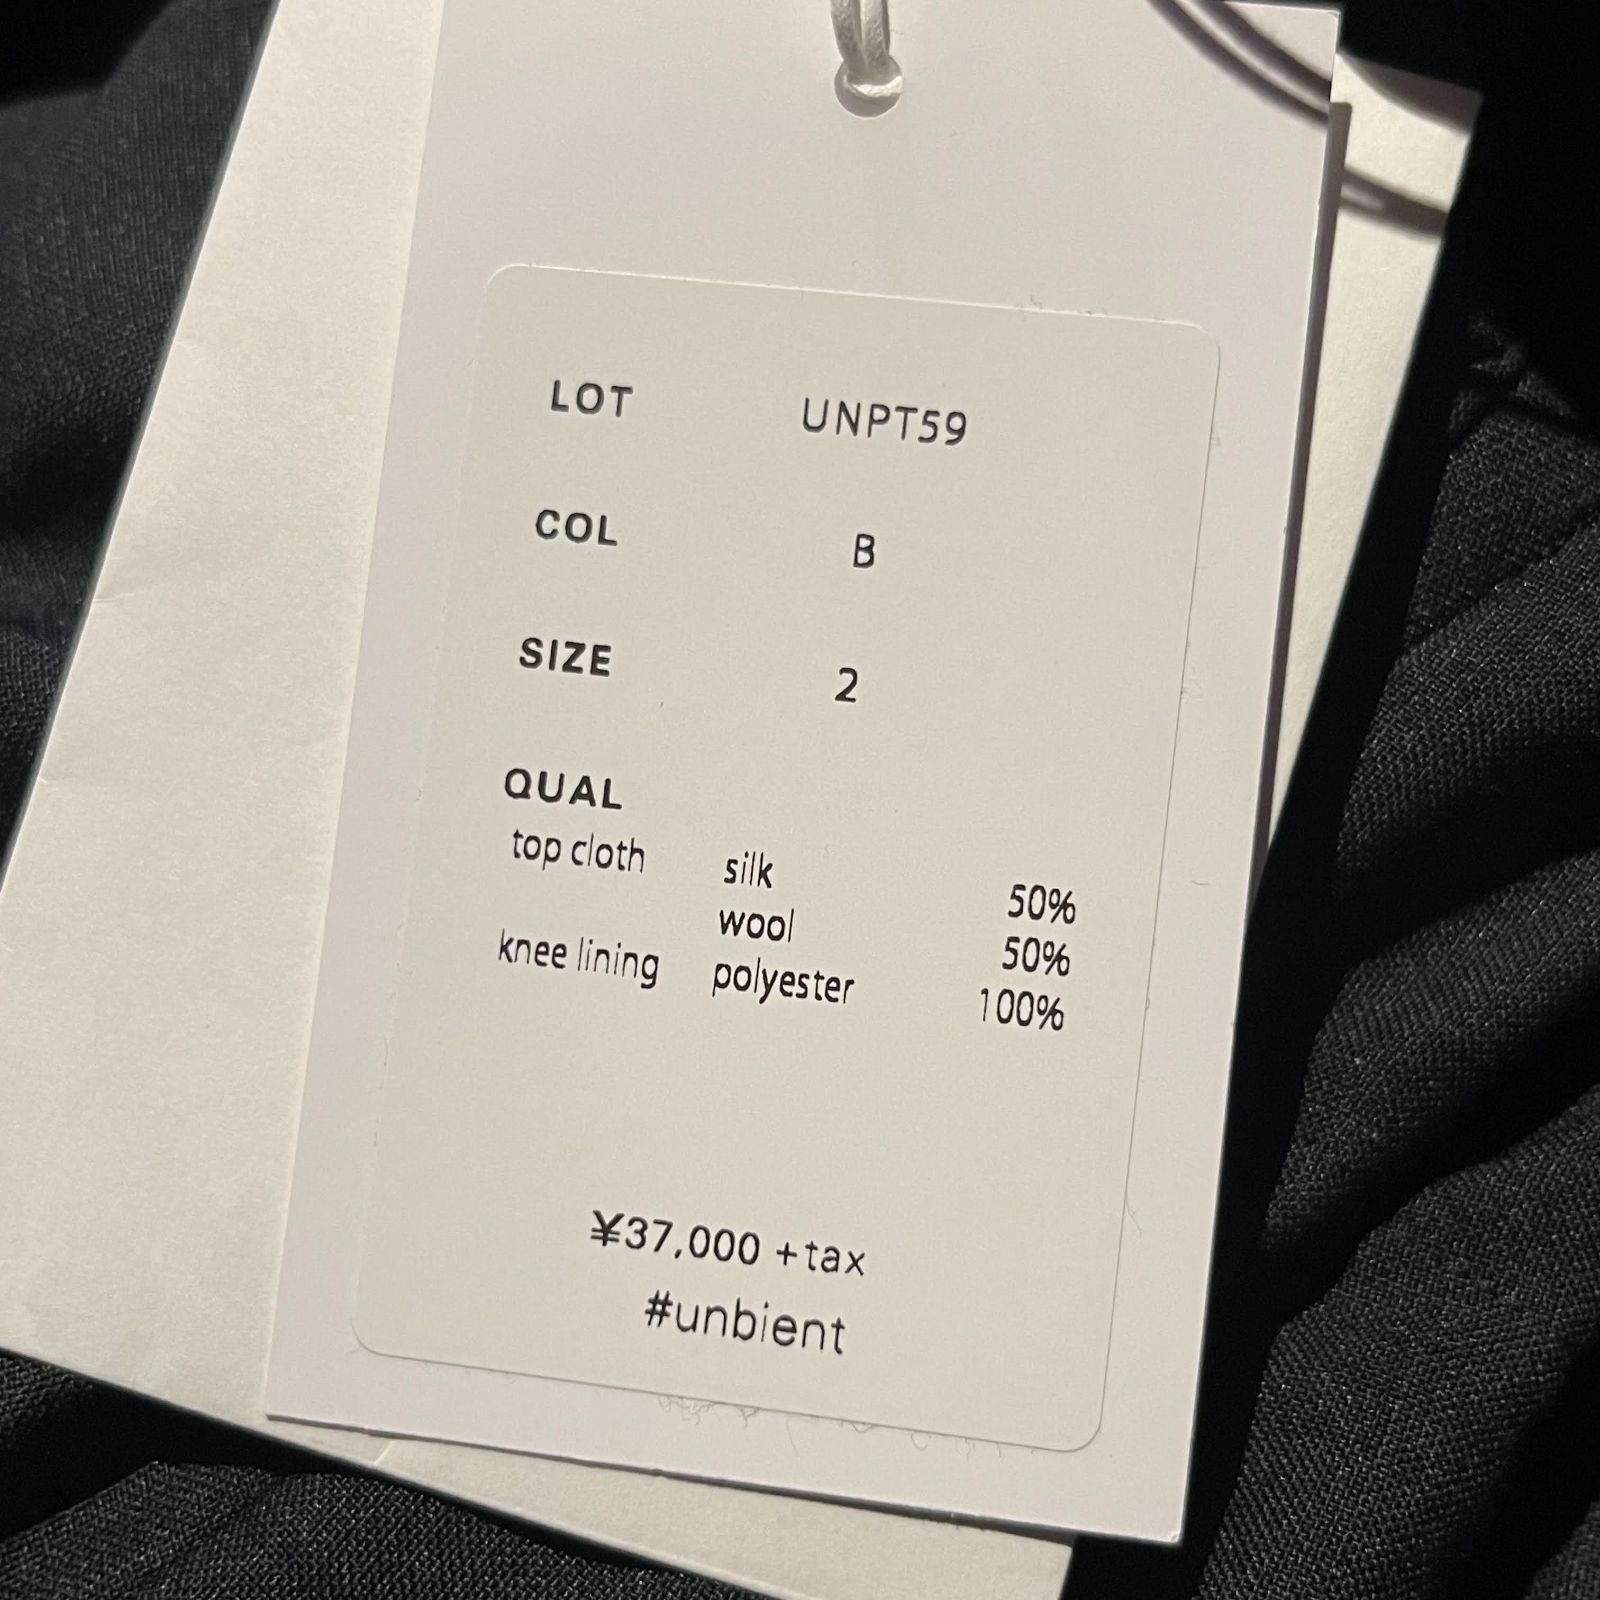 LOT UNPT59
COL B
SIZE 2
QUAL
top cloth silk 50%
wool 50%
knee lining polyester 100%
¥37,000 +tax
#unbient